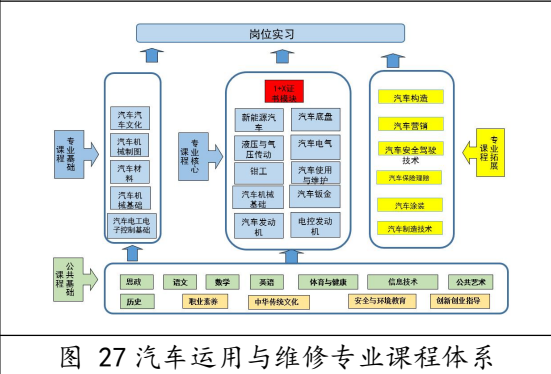 岗位实习
1+X证
书模块
汽车汽
车文化
汽车机
械制图
汽车材
料
汽车机
械基础
汽车电工电
子控制基础
专业基础
课程
专业核心
课程
新能源汽
车
汽车底盘
液压与气
压传动
汽车电气
钳工
汽车使用
与维护
汽车机械
基础
汽车钣金
汽车发动
机
电控发动
机
汽车构造
汽车营销
汽车安全驾驶
技术
汽车保险理赔
汽车涂装
汽车制造技术
专业拓展
课程
公共基础
课程
思政
语文
数学
英语
体育与健康
信息技术
公共艺术
历史
职业素养
中华传统文化
安全与环境教育
创新创业指导
图 27 汽车运用与维修专业课程体系